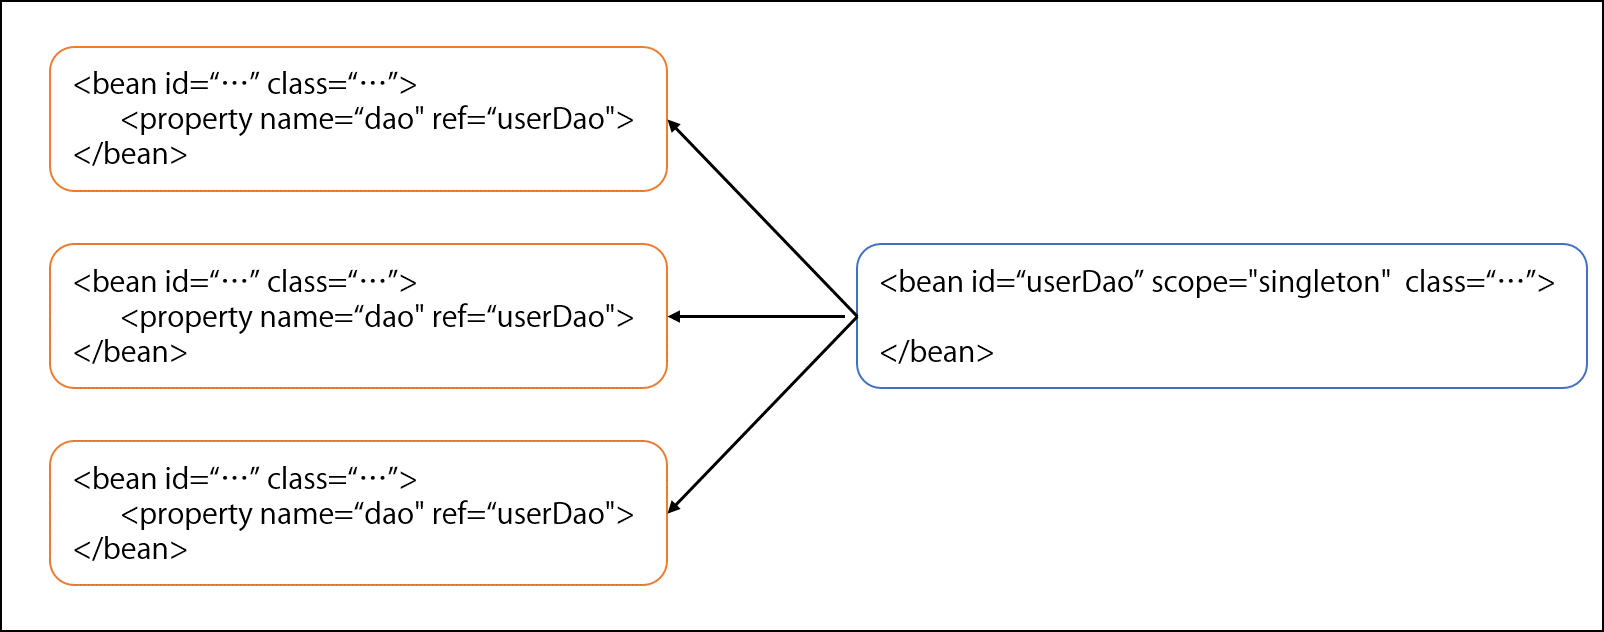 <bean id=“···” class=“···”>
<property name=“dao" ref=“userDao">
</bean>
<bean id=“···” class=“···”>
<property name=“dao" ref=“userDao">
</bean>
<bean id=“···” class=“···”>
<property name=“dao" ref=“userDao">
</bean>
<bean id=“userDao” scope="singleton"  class=“···”>
</bean>